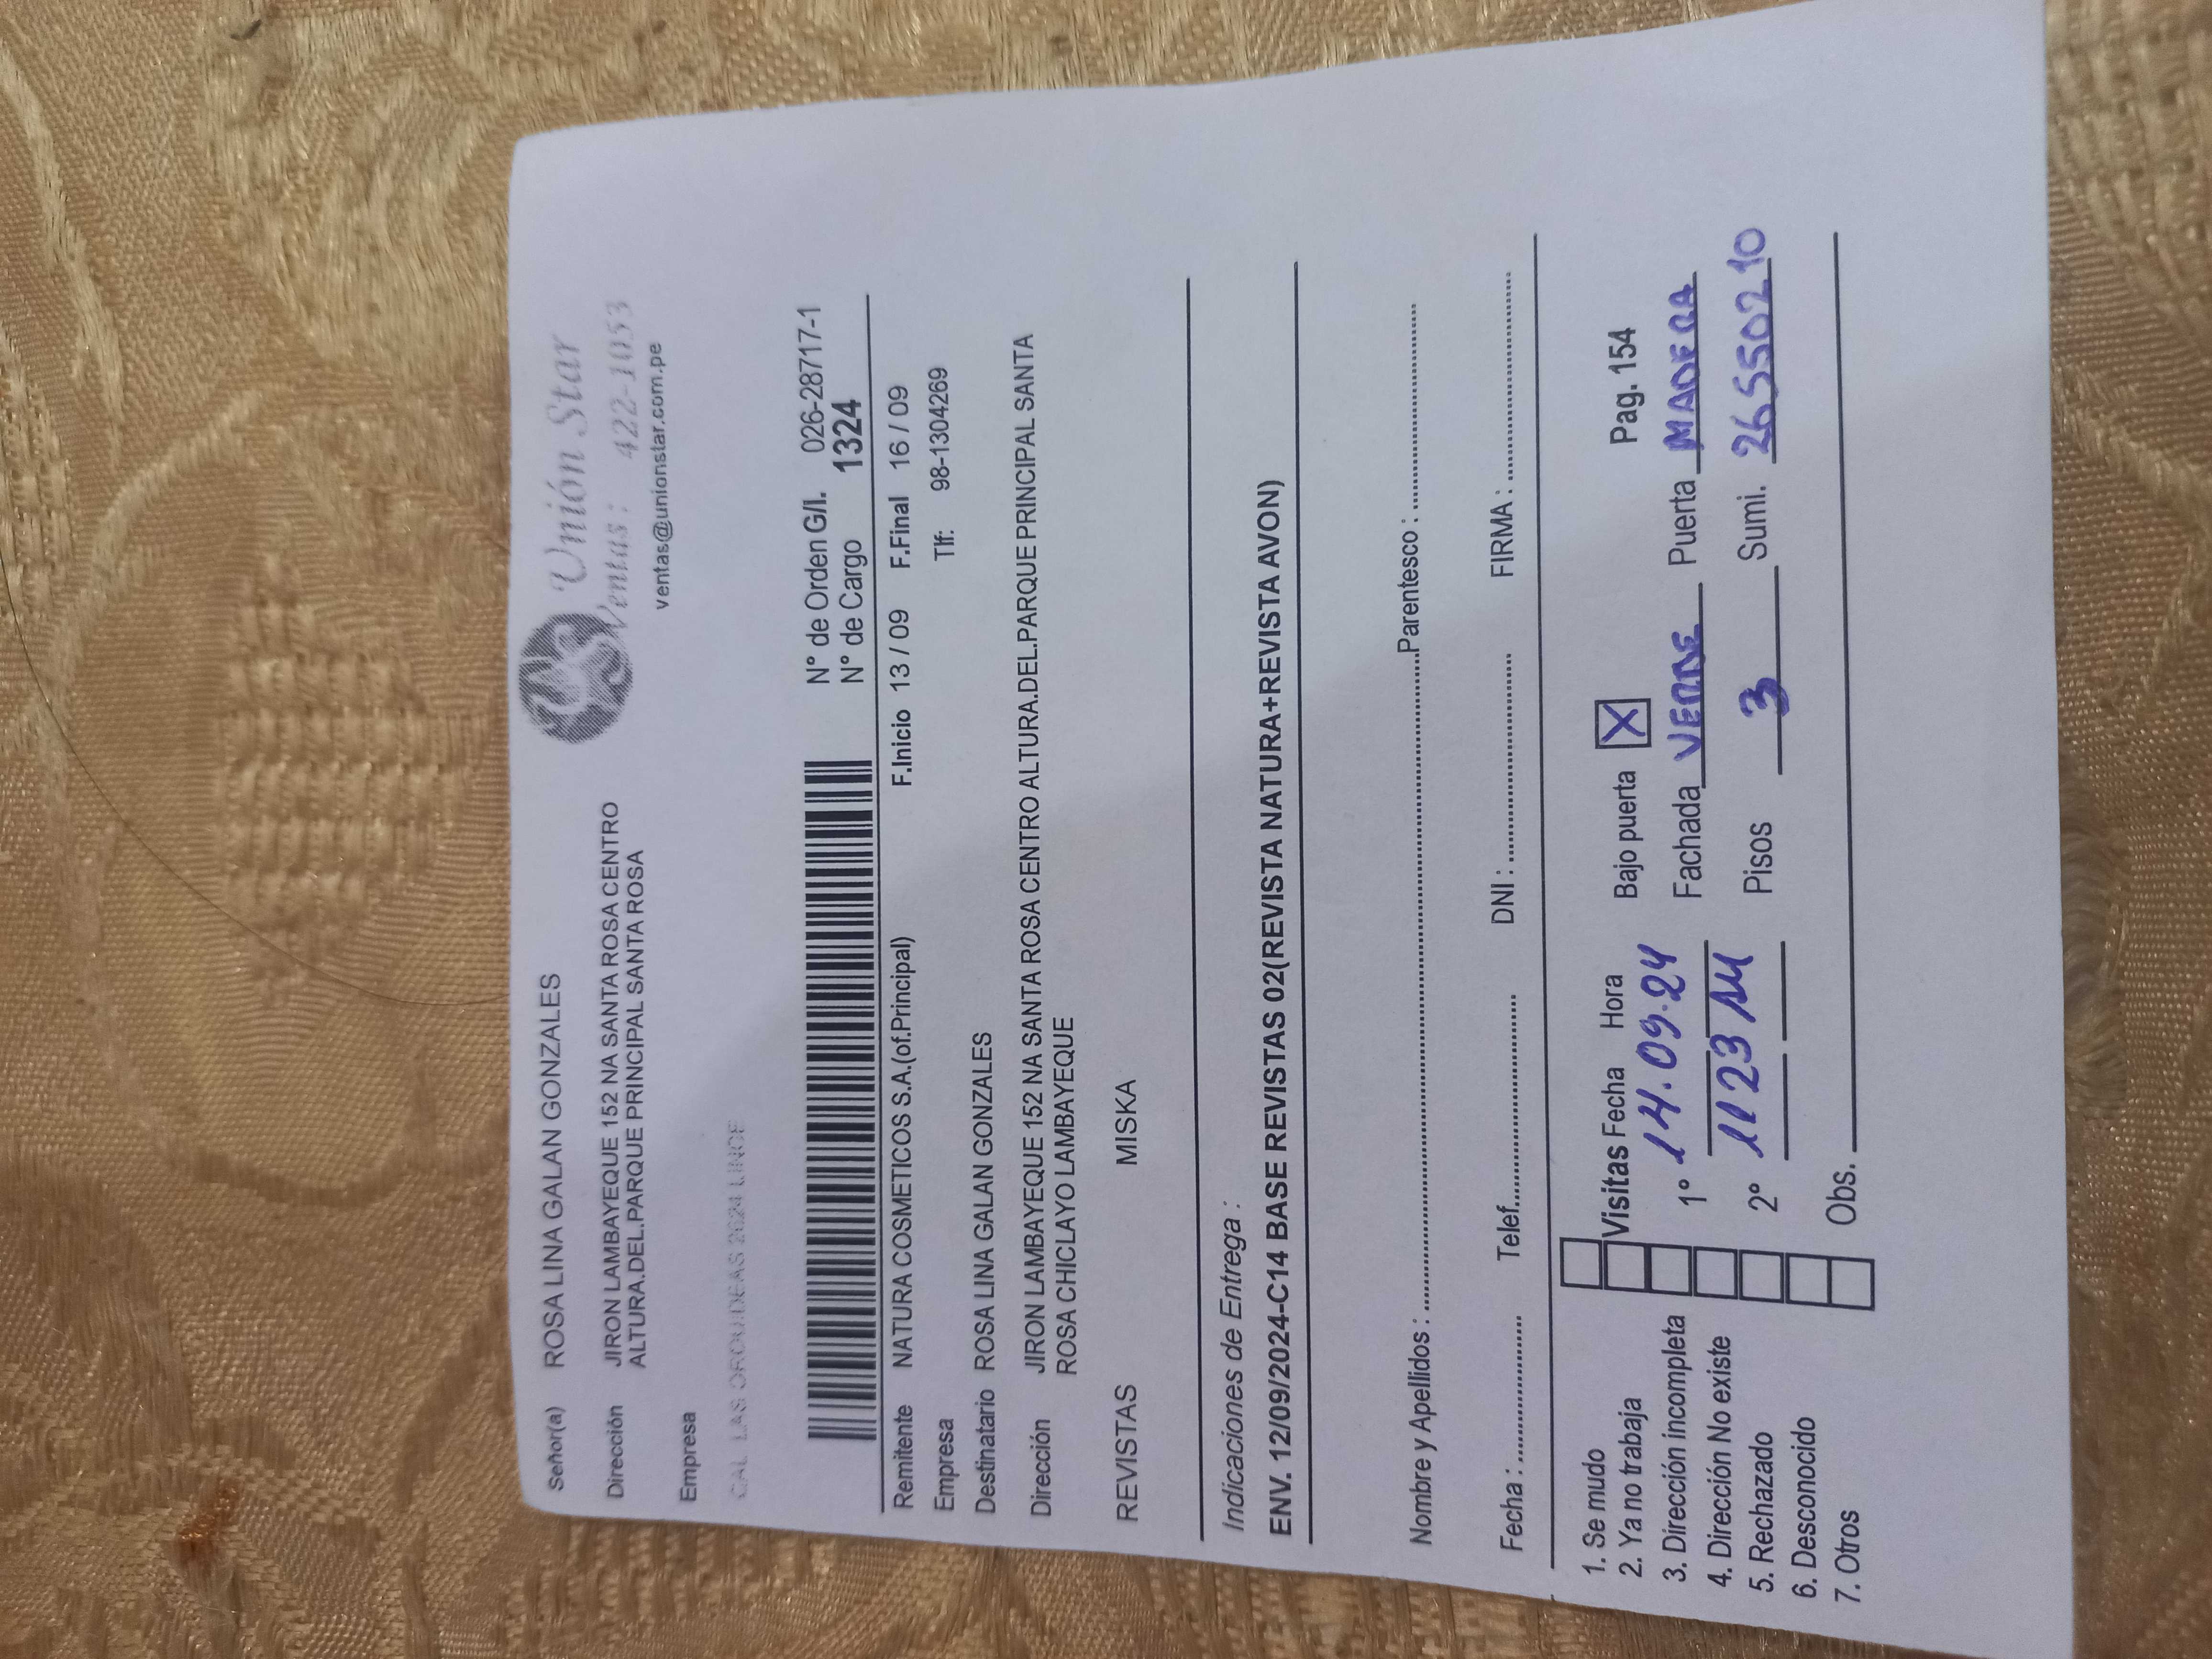 Señor(a) ROSA LINA GALAN GONZALES
Dirección JIRON LAMBAYEQUE 152 NA SANTA ROSA CENTRO
ALTURA.DEL.PARQUE PRINCIPAL SANTA ROSA
Empresa
CAL LAS ORQUIDEAS 2624 LINCE
Unión Star
Ventas: 422-1053
ventas@unionstar.com.pe
N° de Orden G/I. 026-28717-1
N° de Cargo 1324
Remitente NATURA COSMETICOS S.A.(of.Principal) F.Inicio 13 / 09 F.Final 16 / 09
Empresa Tlf: 98-1304269
Destinatario ROSA LINA GALAN GONZALES
Dirección JIRON LAMBAYEQUE 152 NA SANTA ROSA CENTRO ALTURA.DEL.PARQUE PRINCIPAL SANTA
ROSA CHICLAYO LAMBAYEQUE
REVISTAS MISKA
Indicaciones de Entrega :
ENV. 12/09/2024-C14 BASE REVISTAS 02(REVISTA NATURA+REVISTA AVON)
Nombre y Apellidos : Parentesco :
Fecha : Telef. DNI : FIRMA :
1. Se mudo
2. Ya no trabaja
3. Dirección incompleta
4. Dirección No existe
5. Rechazado
6. Desconocido
7. Otros
Visitas Fecha Hora Bajo puerta X Pag. 154
1° 14.09.24 Fachada VERDE Puerta MADERA
2° 1123 Pisos 3 Sumi. 26550210
Obs.